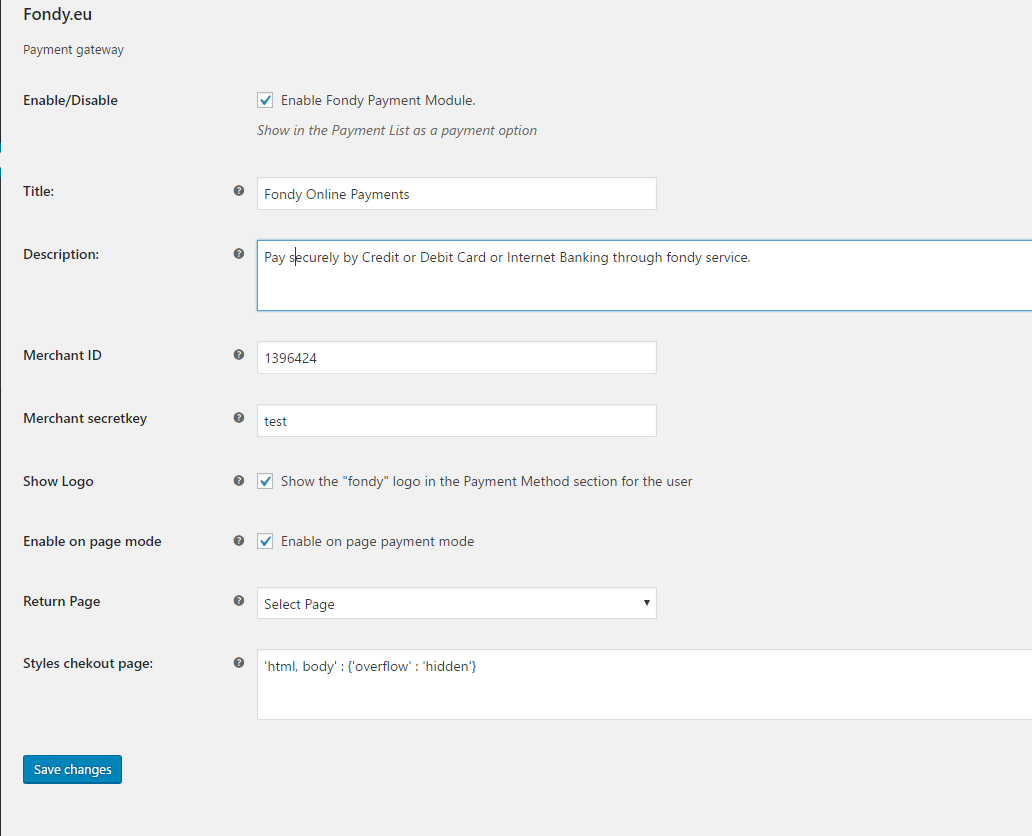 Fondy.eu
Payment gateway
Enable/Disable
Enable Fondy Payment Module.
Show in the Payment List as a payment option
Title:
Fondy Online Payments
Description:
Pay securely by Credit or Debit Card or Internet Banking through fondy service.
Merchant ID
1396424
Merchant secretkey
test
Show Logo
Show the "fondy" logo in the Payment Method section for the user
Enable on page mode
Enable on page payment mode
Return Page
Select Page
Styles chekout page:
'html, body' : {'overflow' : 'hidden'}
Save changes